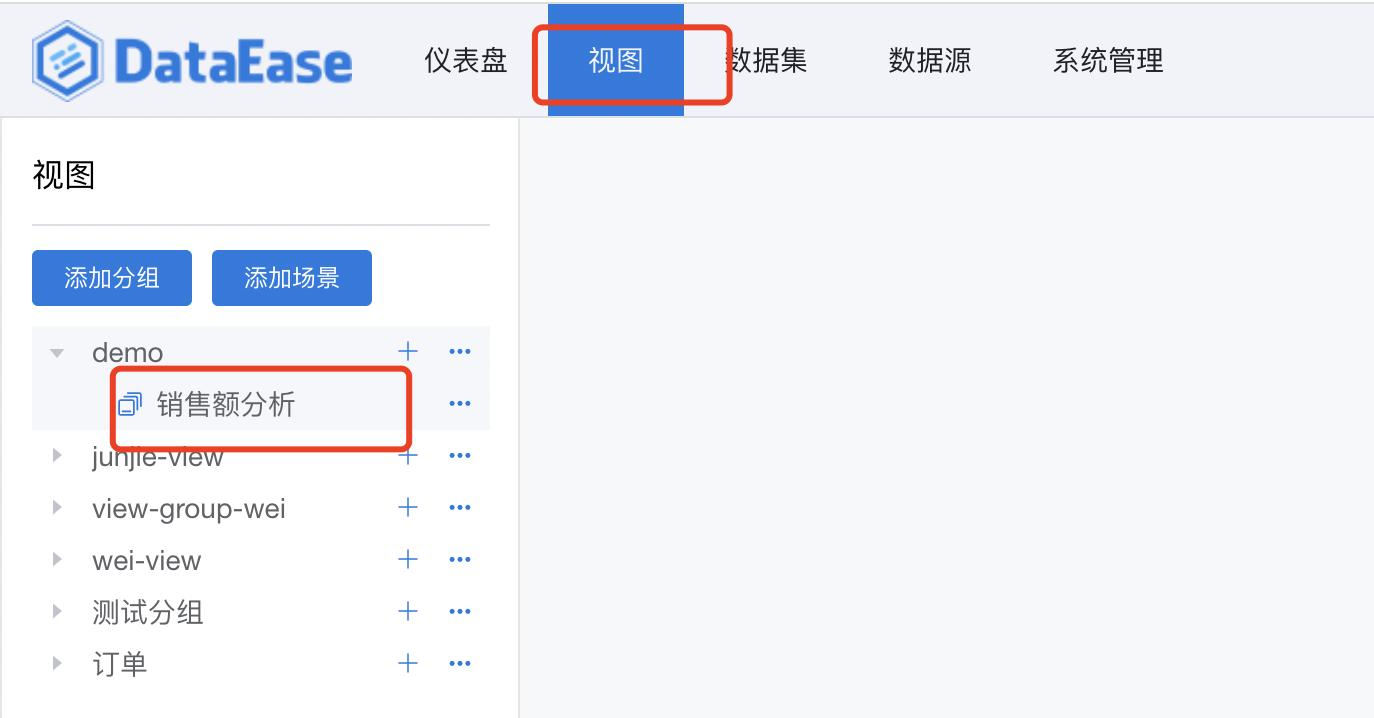 DataEase 仪表盘 视图 数据集 数据源 系统管理
视图
添加分组 添加场景
demo
销售额分析
junjie-view
view-group-wei
wei-view
测试分组
订单